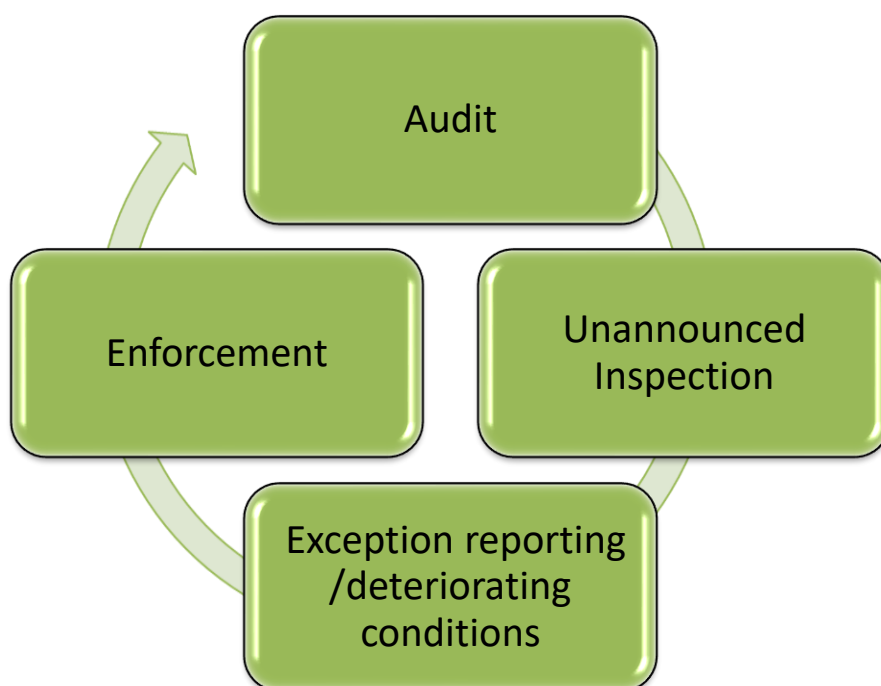 Audit
Unannounced
Inspection
Exception reporting
/deteriorating
conditions
Enforcement